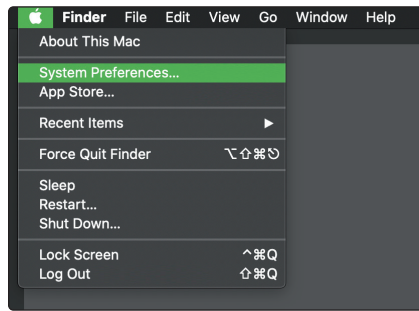 Finder File Edit View Go Window Help
About This Mac
System Preferences...
App Store...
Recent Items ▶
Force Quit Finder ⌥⇧⌘⎋
Sleep
Restart...
Shut Down...
Lock Screen ^⌘Q
Log Out ⇧⌘Q